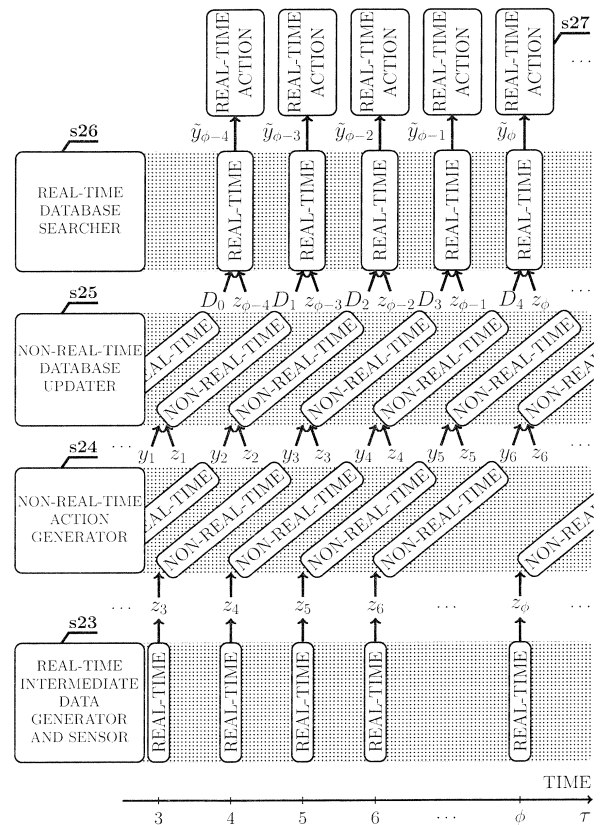 s27
REAL-TIME ACTION REAL-TIME ACTION REAL-TIME ACTION REAL-TIME ACTION REAL-TIME ACTION ...
s26
ỹ_{φ−4} ỹ_{φ−3} ỹ_{φ−2} ỹ_{φ−1} ỹ_φ
REAL-TIME
DATABASE
SEARCHER
REAL-TIME REAL-TIME REAL-TIME REAL-TIME REAL-TIME
s25
D_0 z_{φ−4} D_1 z_{φ−3} D_2 z_{φ−2} D_3 z_{φ−1} D_4 z_φ ...
NON-REAL-TIME
DATABASE
UPDATER
AL-TIME NON-REAL-TIME NON-REAL-TIME NON-REAL-TIME NON-REAL-TIME NON-REAL-TIME NON-REAL
s24
... y_1 z_1 y_2 z_2 y_3 z_3 y_4 z_4 y_5 z_5 y_6 z_6 ...
NON-REAL-TIME
ACTION
GENERATOR
AL-TIME NON-REAL-TIME NON-REAL-TIME NON-REAL-TIME NON-REAL-TIME NON-REAL
s23
... z_3 z_4 z_5 z_6 ... z_φ ...
REAL-TIME
INTERMEDIATE
DATA
GENERATOR
AND SENSOR
REAL-TIME REAL-TIME REAL-TIME REAL-TIME REAL-TIME
TIME
3 4 5 6 ... φ τ